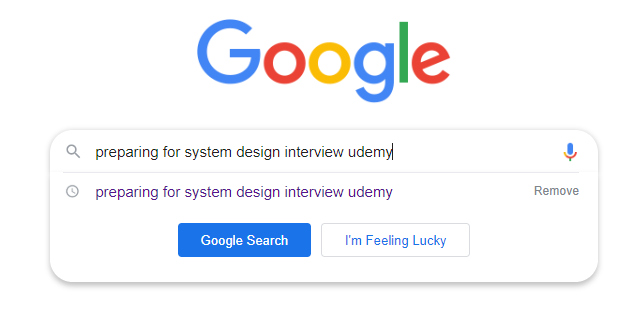 Google
preparing for system design interview udemy
preparing for system design interview udemy Remove
Google Search I'm Feeling Lucky